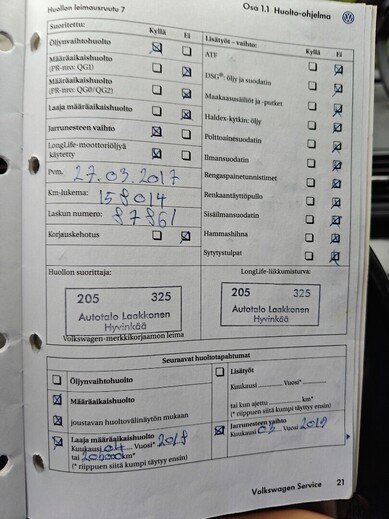 Huollon leimausruutu 7
Osa 1.1 Huolto-ohjelma
Suoritettu:
Kyllä
Ei
Öljynvaihtohuolto
Määräaikaishuolto
(PR-nro: QG1)
Määräaikaishuolto
(PR-nro: QG0/QG2)
Laaja määräaikaishuolto
Jarrunesteen vaihto
LongLife-moottoriöljyä
käytetty
Pvm. 27.03.2017
Km-lukema: 158014
Laskun numero: 87861
Korjauskehotus
Lisätyöt – vaihto:
Kyllä
Ei
ATF
DSG®: öljy ja suodatin
Maakaasusäiliöt ja -putket
Haldex-kytkin: öljy
Polttoainesuodatin
Ilmansuodatin
Rengaspainetunnistimet
Renkaantäyttöpullo
Sisäilmansuodatin
Hammashihna
Sytytystulpat
Huollon suorittaja:
205 325
Autotalo Laakkonen
Hyvinkää
Volkswagen-merkkikorjaamon leima
LongLife-liikkumisturva:
205 325
Autotalo Laakkonen
Hyvinkää
Seuraavat huoltotapahtumat
Öljynvaihtohuolto
Määräaikaishuolto
joustavan huoltovälinäytön mukaan
Laaja määräaikaishuolto
Kuukausi 04 Vuosi* 2018
tai km*
(* riippuen siitä kumpi täytyy ensin)
Lisätyöt
Kuukausi Vuosi*
tai kun ajettu km*
(* riippuen siitä kumpi täytyy ensin)
Jarrunesteen vaihto
Kuukausi 03 Vuosi 2019
Volkswagen Service
21